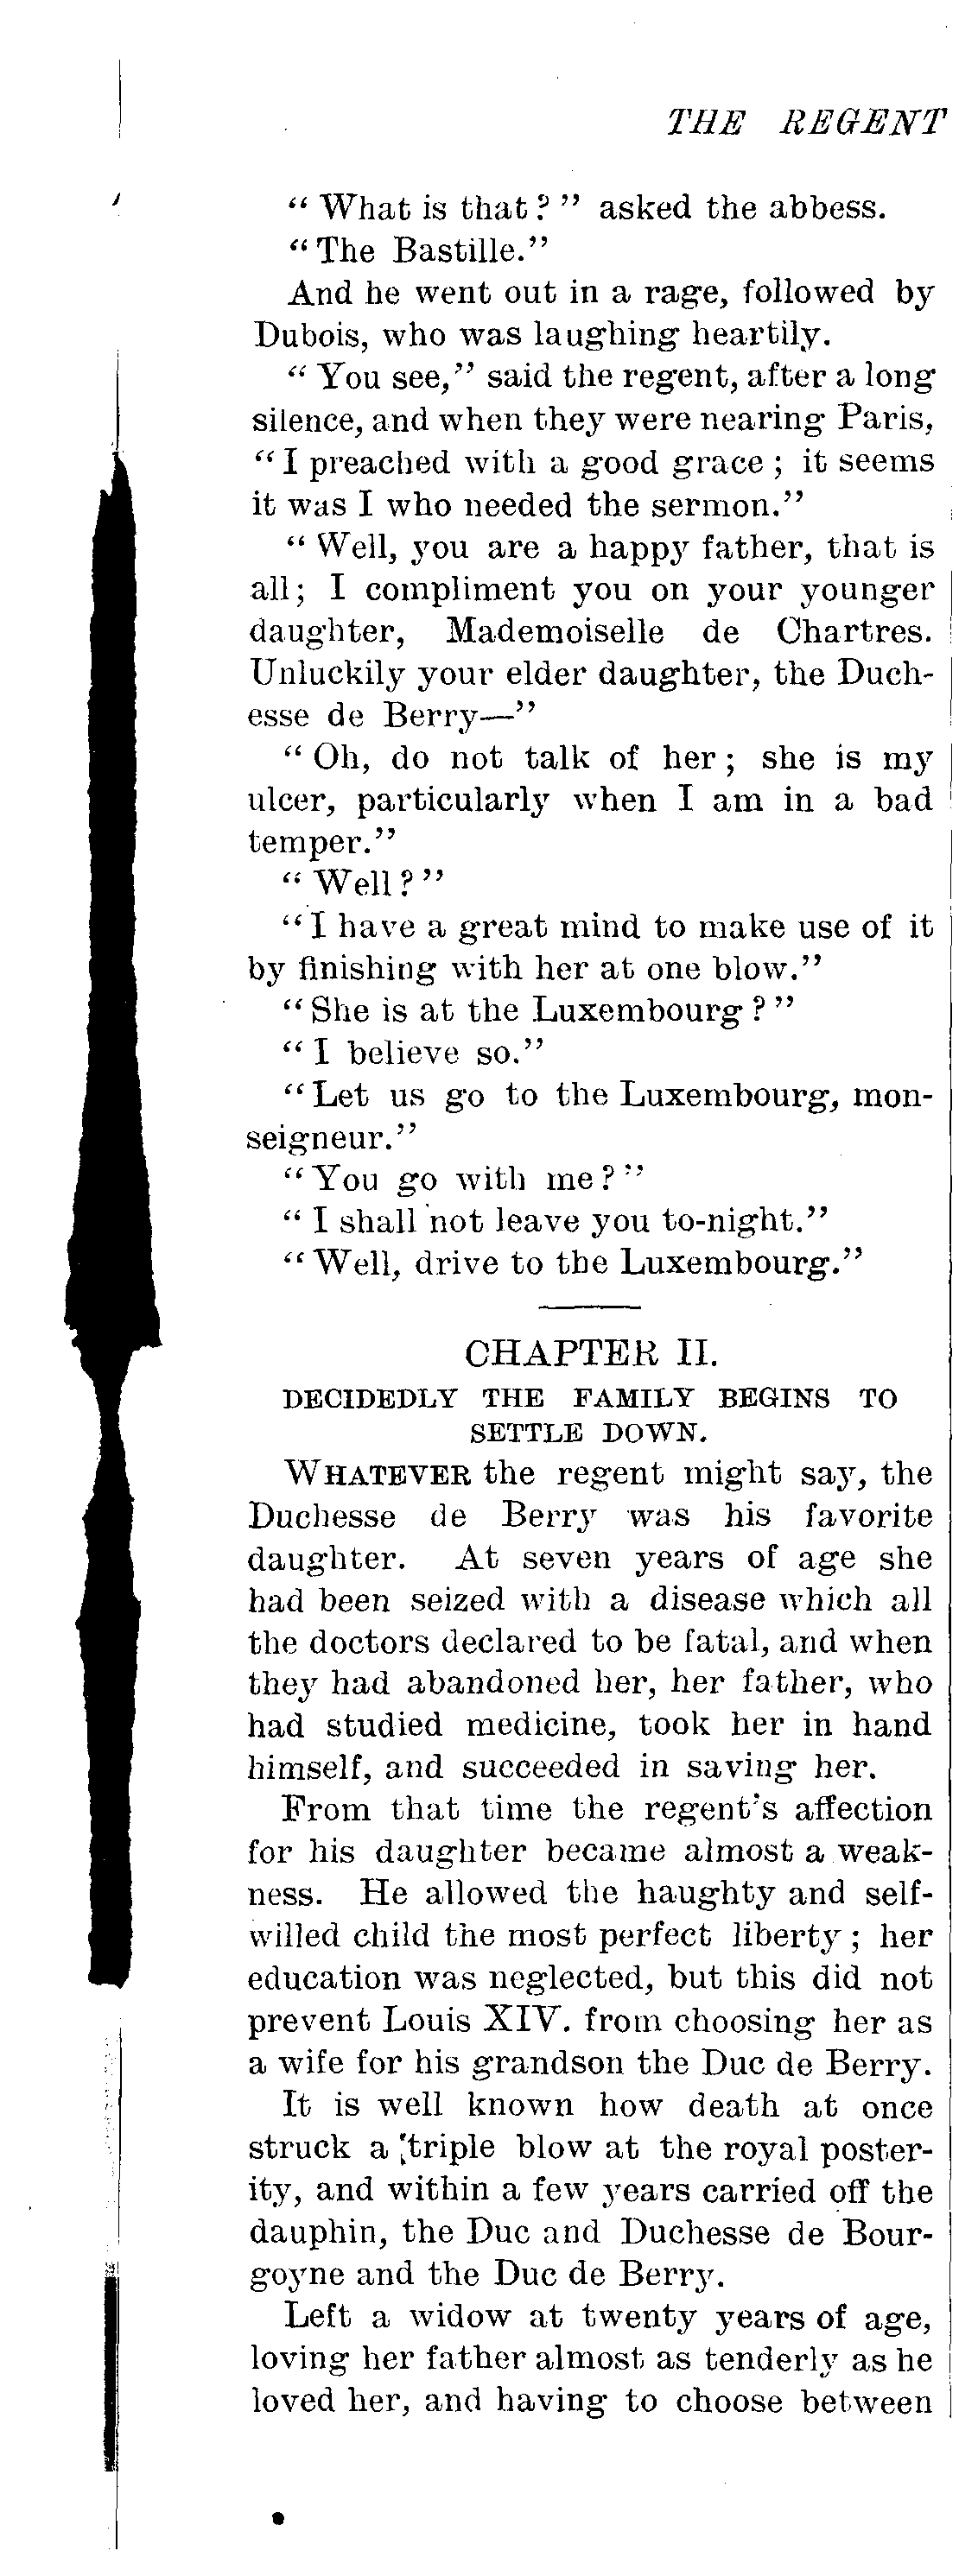 THE REGENT
“ What is that ? ” asked the abbess.
“ The Bastille.”
And he went out in a rage, followed by
Dubois, who was laughing heartily.
“ You see,” said the regent, after a long
silence, and when they were nearing Paris,
“ I preached with a good grace ; it seems
it was I who needed the sermon.”
“ Well, you are a happy father, that is
all ; I compliment you on your younger
daughter, Mademoiselle de Chartres.
Unluckily your elder daughter, the Duch-
esse de Berry—”
“ Oh, do not talk of her ; she is my
ulcer, particularly when I am in a bad
temper.”
“ Well ? ”
“ I have a great mind to make use of it
by finishing with her at one blow.”
“ She is at the Luxembourg ? ”
“ I believe so.”
“ Let us go to the Luxembourg, mon-
seigneur.”
“ You go with me ? ”
“ I shall not leave you to-night.”
“ Well, drive to the Luxembourg.”
CHAPTER II.
DECIDEDLY THE FAMILY BEGINS TO
SETTLE DOWN.
WHATEVER the regent might say, the
Duchesse de Berry was his favorite
daughter. At seven years of age she
had been seized with a disease which all
the doctors declared to be fatal, and when
they had abandoned her, her father, who
had studied medicine, took her in hand
himself, and succeeded in saving her.
From that time the regent's affection
for his daughter became almost a weak-
ness. He allowed the haughty and self-
willed child the most perfect liberty ; her
education was neglected, but this did not
prevent Louis XIV. from choosing her as
a wife for his grandson the Duc de Berry.
It is well known how death at once
struck a triple blow at the royal poster-
ity, and within a few years carried off the
dauphin, the Duc and Duchesse de Bour-
goyne and the Duc de Berry.
Left a widow at twenty years of age,
loving her father almost as tenderly as he
loved her, and having to choose between